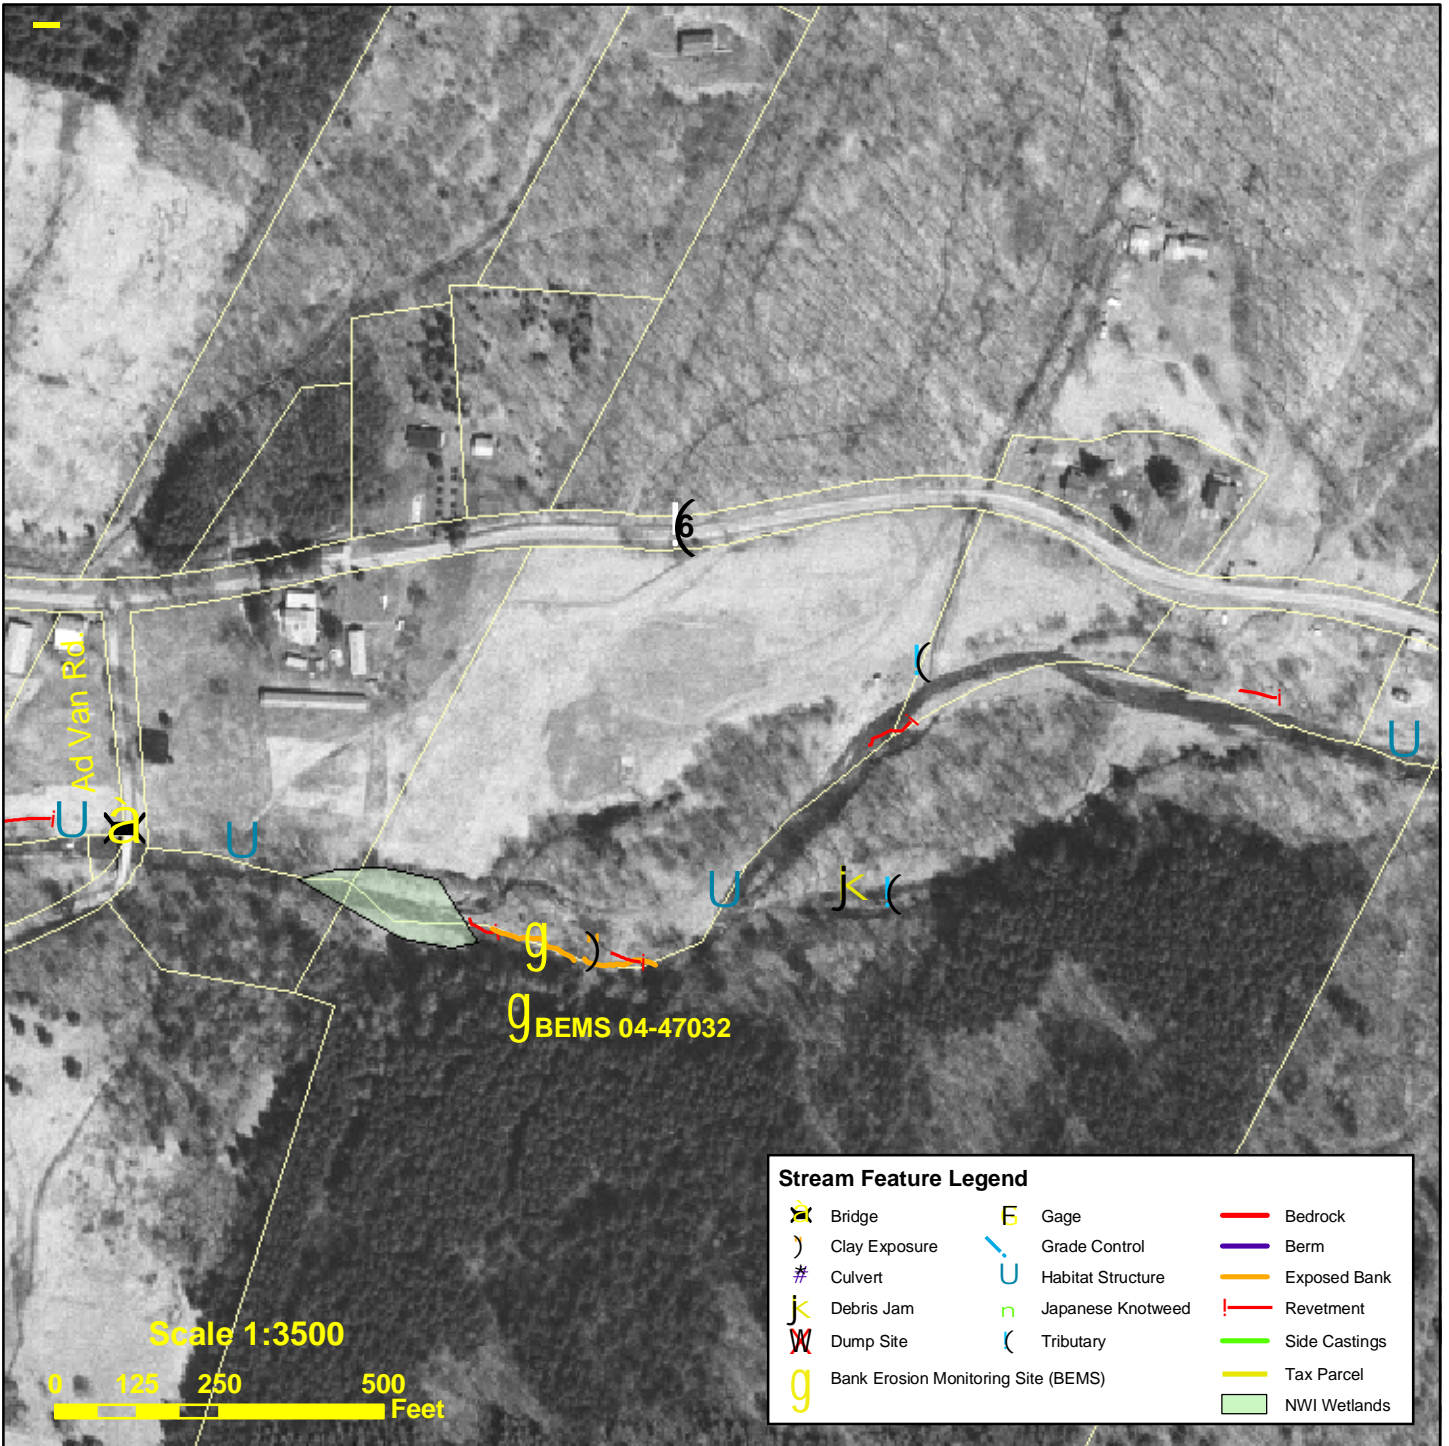 6
Ad Van Rd.
BEMS 04-47032
Scale 1:3500
0 125 250 500
Feet
Stream Feature Legend
Bridge
Clay Exposure
Culvert
Debris Jam
Dump Site
Bank Erosion Monitoring Site (BEMS)
Gage
Grade Control
Habitat Structure
Japanese Knotweed
Tributary
Bedrock
Berm
Exposed Bank
Revetment
Side Castings
Tax Parcel
NWI Wetlands